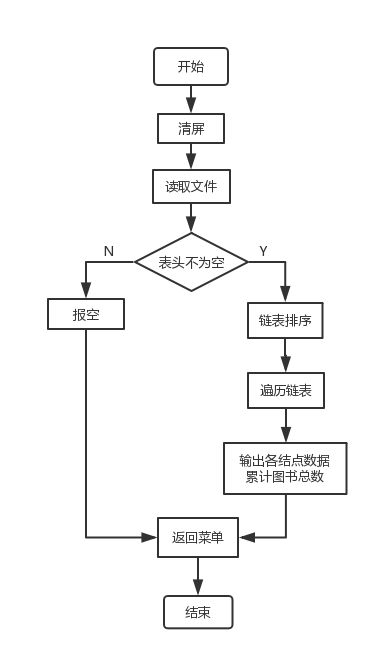 开始
清屏
读取文件
表头不为空
N
Y
报空
链表排序
遍历链表
输出各结点数据
累计图书总数
返回菜单
结束